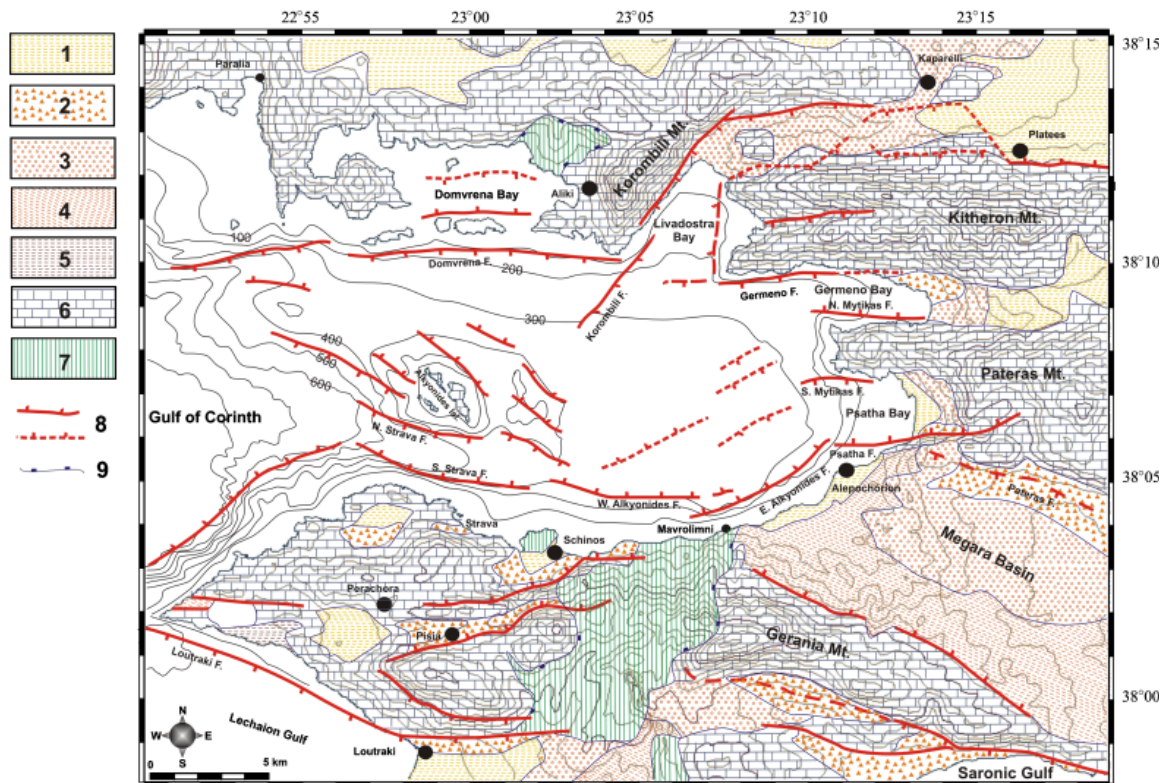 22°55
23°00
23°05
23°10
23°15
38°15
38°10
38°05
38°00
1
2
3
4
5
6
7
8
9
Paralia
Kaparelli
Platees
Korombili Mt.
Domvrena Bay
Aliki
Livadostra
Bay
Kitheron Mt.
100
Domvrena F.
200
Korombili F.
Germeno F.
Germeno Bay
N. Mytikas F.
300
400
500
600
Alkyonides Isl.
Pateras Mt.
S. Mytikas F.
Psatha Bay
Gulf of Corinth
N. Strava F.
S. Strava F.
W. Alkyonides F.
E. Alkyonides F.
Psatha F.
Alepochorion
Pateras F.
Megara Basin
Strava
Mavrolimni
Schinos
Perachora
Pisia
Gerania Mt.
Loutraki F.
Lechaion Gulf
Loutraki
Saronic Gulf
N
W
E
S
0
5 km